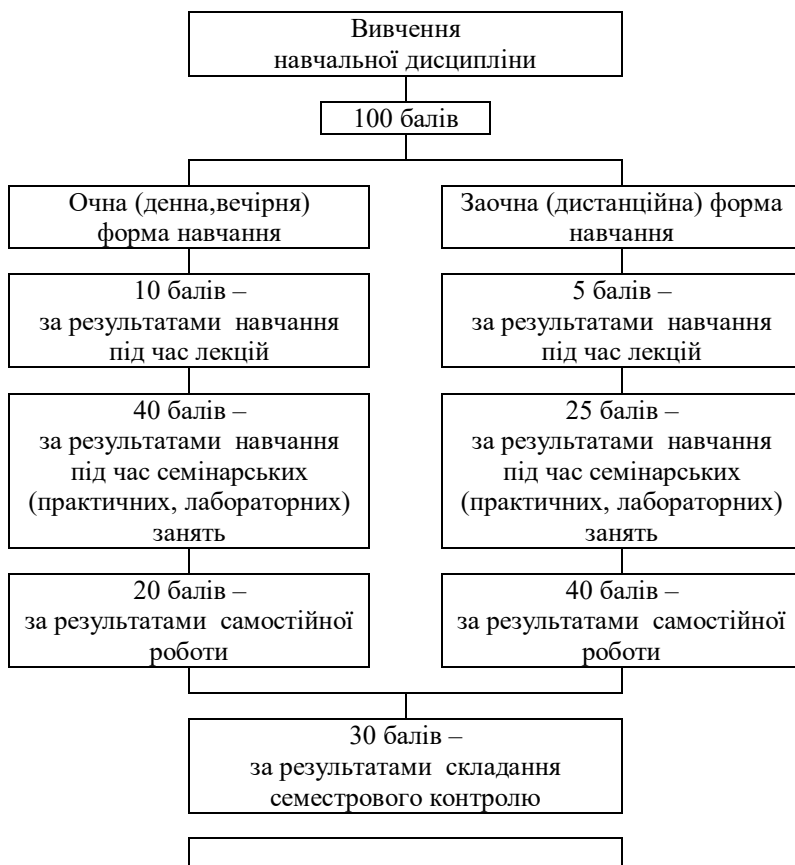 Вивчення
навчальної дисципліни
100 балів
Очна (денна,вечірня)
форма навчання
Заочна (дистанційна) форма
навчання
10 балів –
за результатами навчання
під час лекцій
5 балів –
за результатами навчання
під час лекцій
40 балів –
за результатами навчання
під час семінарських
(практичних, лабораторних)
занять
25 балів –
за результатами навчання
під час семінарських
(практичних, лабораторних)
занять
20 балів –
за результатами самостійної
роботи
40 балів –
за результатами самостійної
роботи
30 балів –
за результатами складання
семестрового контролю